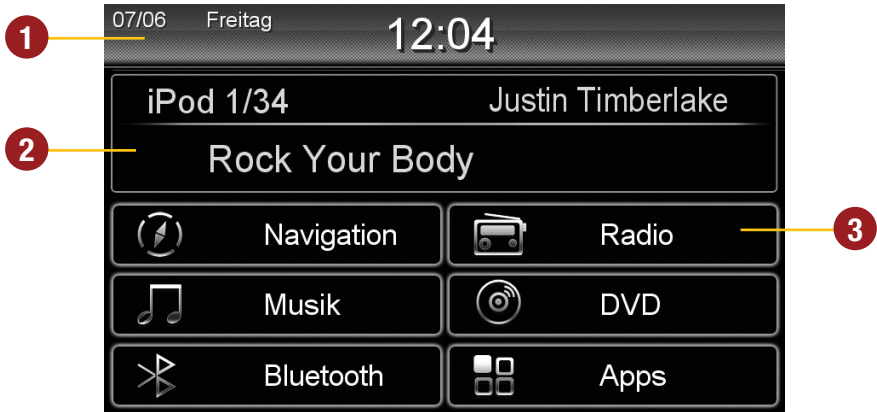 1
07/06 Freitag 12:04
iPod 1/34 Justin Timberlake
2
Rock Your Body
Navigation Radio
3
Musik DVD
Bluetooth Apps